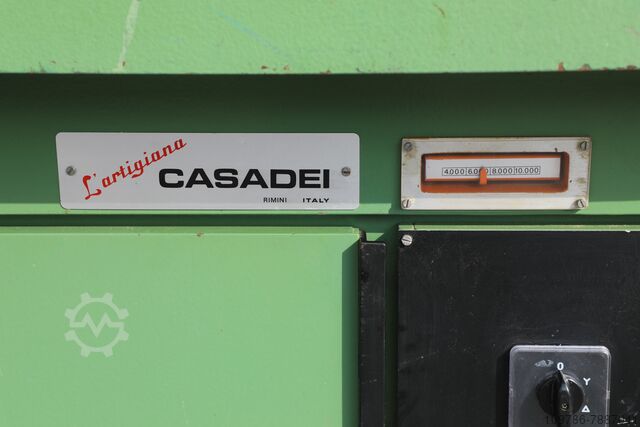 L'artigiana
CASADEI
RIMINI ITALY
4.000 6.000 8.000 10.000
0
Y
Δ